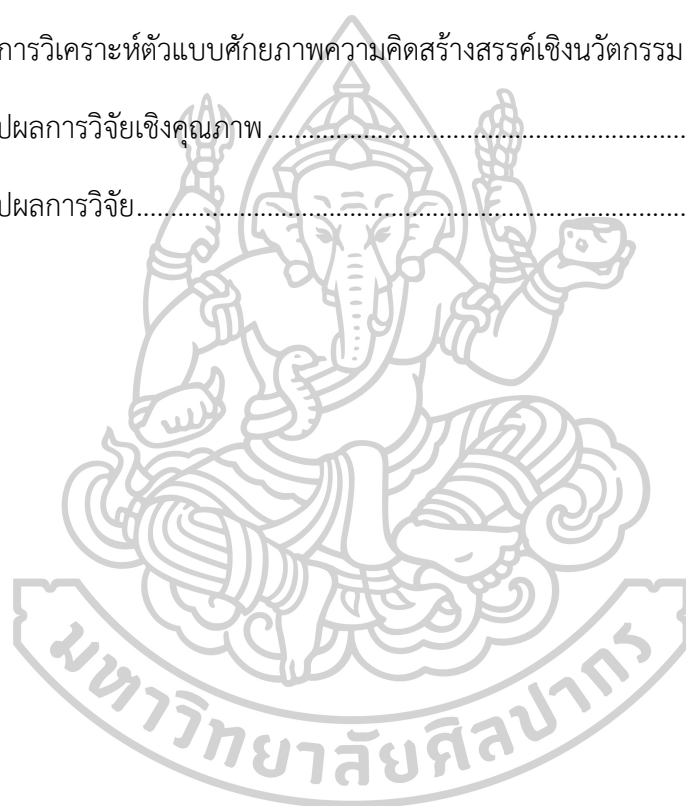 การวิเคราะห์ตัวแบบศักยภาพความคิดสร้างสรรค์เชิงนวัตกรรม
ปผลการวิจัยเชิงคุณภาพ.......................................................................
ปผลการวิจัย..............................................................................................
มหาวิทยาลัยศิลปากร